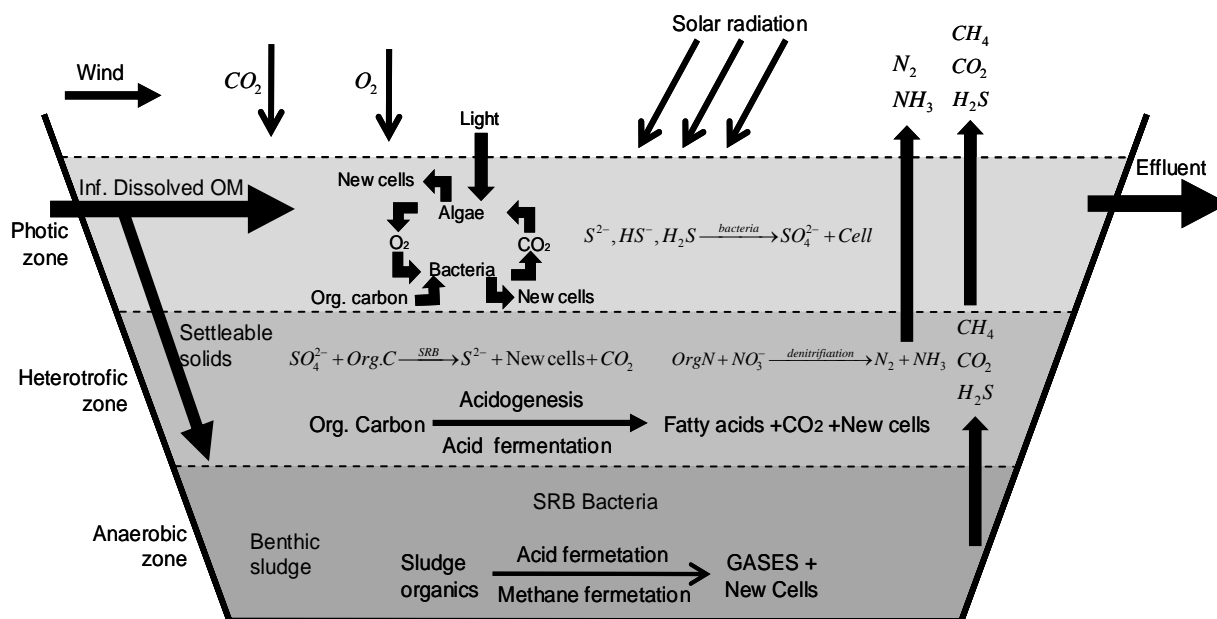 Solar radiation
CH₄
N₂
CO₂
NH₃
H₂S
Wind
CO₂
O₂
Light
Inf. Dissolved OM
New cells
Algae
O₂
CO₂
Bacteria
Org. carbon
New cells
S²⁻, HS⁻, H₂S —bacteria→ SO₄²⁻ + Cell
Effluent
Photic
zone
Settleable
solids
SO₄²⁻ + Org.C —SRB→ S²⁻ + New cells + CO₂
OrgN + NO₃⁻ —denitrifiation→ N₂ + NH₃
CH₄
CO₂
H₂S
Heterotrofic
zone
Acidogenesis
Org. Carbon
Fatty acids +CO₂ +New cells
Acid fermentation
SRB Bacteria
Anaerobic
zone
Benthic
sludge
Sludge
organics
Acid fermetation
Methane fermetation
GASES +
New Cells